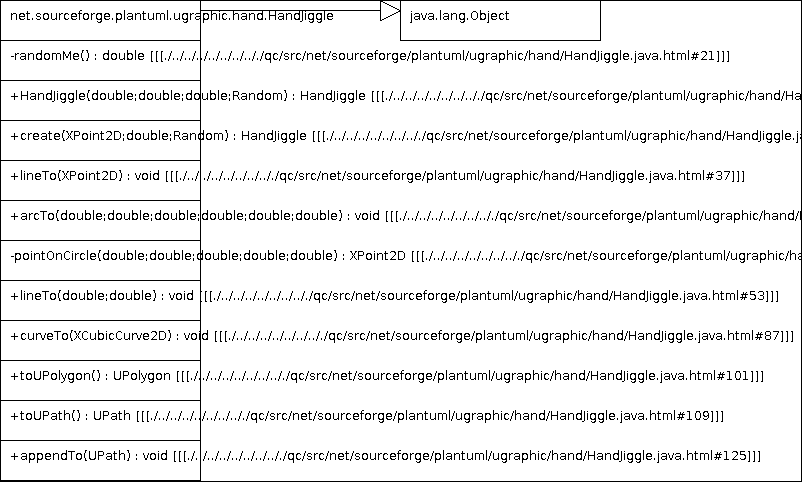 net.sourceforge.plantuml.ugraphic.hand.HandJiggle
java.lang.Object
-randomMe() : double [[[./../../../../../../../../qc/src/net/sourceforge/plantuml/ugraphic/hand/HandJiggle.java.html#21]]]
+HandJiggle(double;double;double;Random) : HandJiggle [[[./../../../../../../../../qc/src/net/sourceforge/plantuml/ugraphic/hand/Ha
+create(XPoint2D;double;Random) : HandJiggle [[[./../../../../../../../../qc/src/net/sourceforge/plantuml/ugraphic/hand/HandJiggle.j
+lineTo(XPoint2D) : void [[[./../../../../../../../../qc/src/net/sourceforge/plantuml/ugraphic/hand/HandJiggle.java.html#37]]]
+arcTo(double;double;double;double;double;double) : void [[[./../../../../../../../../qc/src/net/sourceforge/plantuml/ugraphic/hand/
-pointOnCircle(double;double;double;double;double) : XPoint2D [[[./../../../../../../../../qc/src/net/sourceforge/plantuml/ugraphic/ha
+lineTo(double;double) : void [[[./../../../../../../../../qc/src/net/sourceforge/plantuml/ugraphic/hand/HandJiggle.java.html#53]]]
+curveTo(XCubicCurve2D) : void [[[./../../../../../../../../qc/src/net/sourceforge/plantuml/ugraphic/hand/HandJiggle.java.html#87]]]
+toUPolygon() : UPolygon [[[./../../../../../../../../qc/src/net/sourceforge/plantuml/ugraphic/hand/HandJiggle.java.html#101]]]
+toUPath() : UPath [[[./../../../../../../../../qc/src/net/sourceforge/plantuml/ugraphic/hand/HandJiggle.java.html#109]]]
+appendTo(UPath) : void [[[./../../../../../../../../qc/src/net/sourceforge/plantuml/ugraphic/hand/HandJiggle.java.html#125]]]